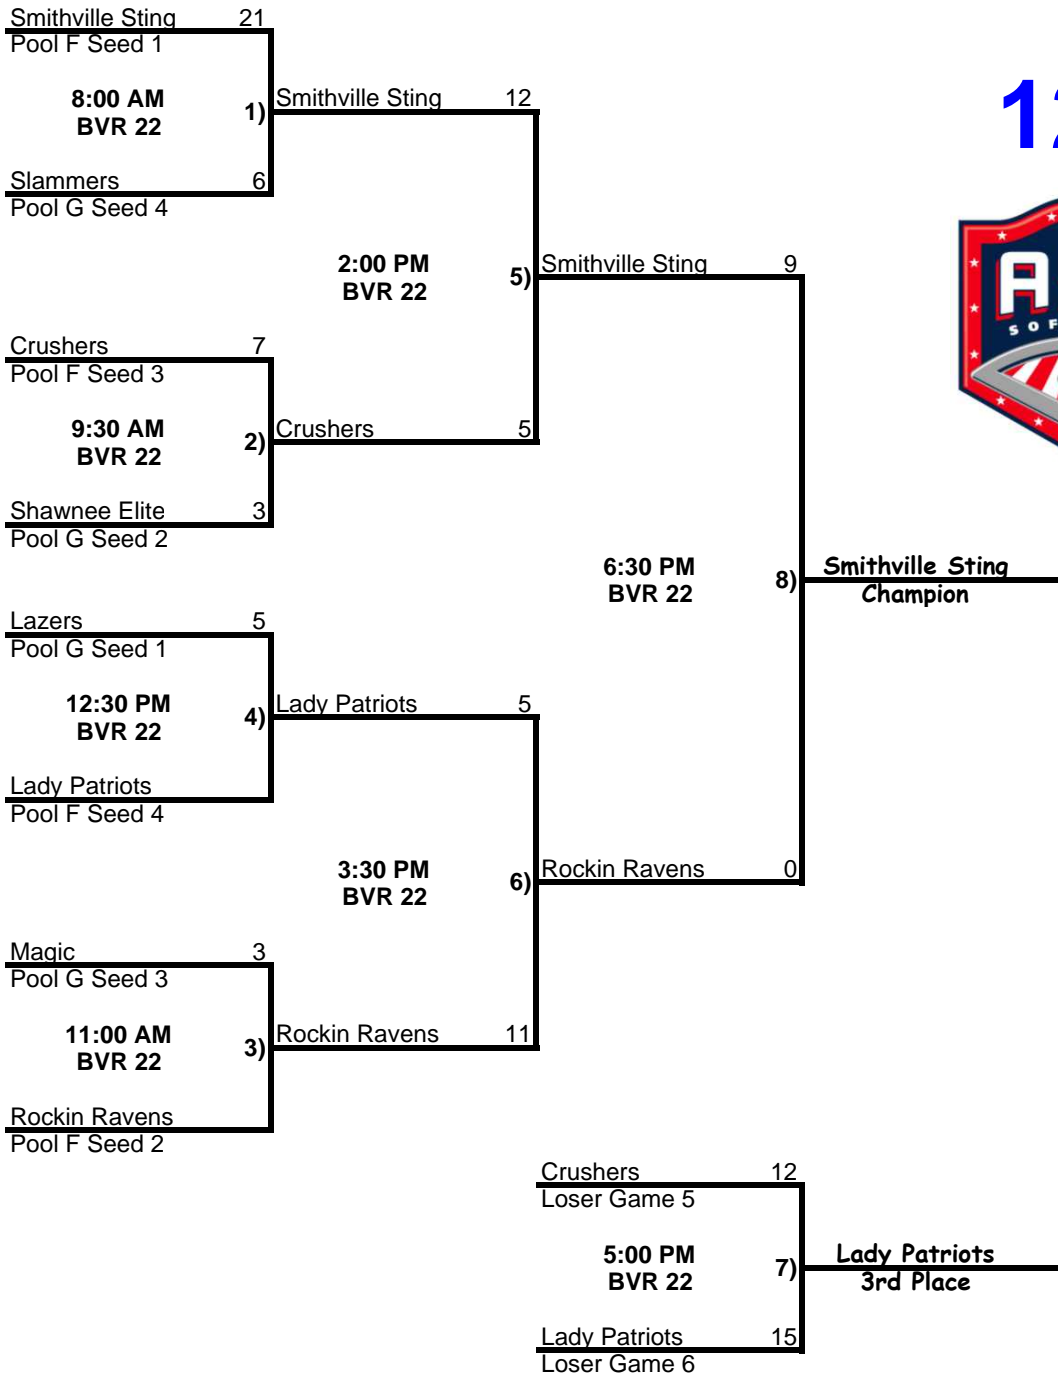 Smithville Sting 21
Pool F Seed 1
8:00 AM
BVR 22
1)
Slammers 6
Pool G Seed 4
Smithville Sting 12
2:00 PM
BVR 22
5)
Crushers 7
Pool F Seed 3
9:30 AM
BVR 22
2)
Shawnee Elite 3
Pool G Seed 2
Crushers 5
Smithville Sting 9
6:30 PM
BVR 22
8)
Smithville Sting
Champion
Lazers 5
Pool G Seed 1
12:30 PM
BVR 22
4)
Lady Patriots
Pool F Seed 4
Lady Patriots 5
3:30 PM
BVR 22
6)
Rockin Ravens 0
Magic 3
Pool G Seed 3
11:00 AM
BVR 22
3)
Rockin Ravens
Pool F Seed 2
Rockin Ravens 11
Crushers 12
Loser Game 5
5:00 PM
BVR 22
7)
Lady Patriots 15
Loser Game 6
Lady Patriots
3rd Place